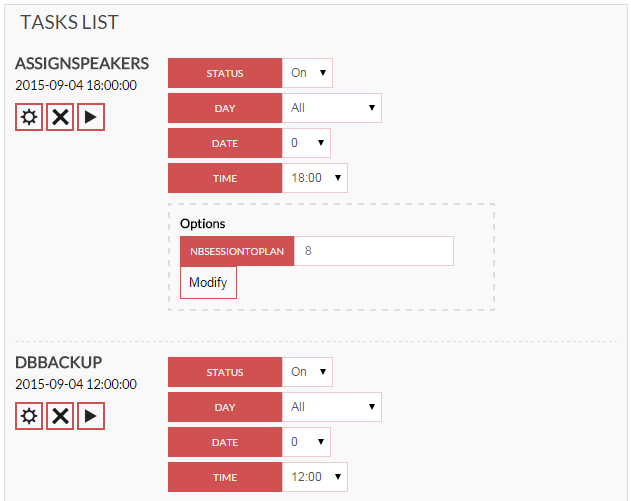 TASKS LIST
ASSIGNSPEAKERS
2015-09-04 18:00:00
STATUS On
DAY All
DATE 0
TIME 18:00
Options
NBSESSIONTOPLAN 8
Modify
DBBACKUP
2015-09-04 12:00:00
STATUS On
DAY All
DATE 0
TIME 12:00